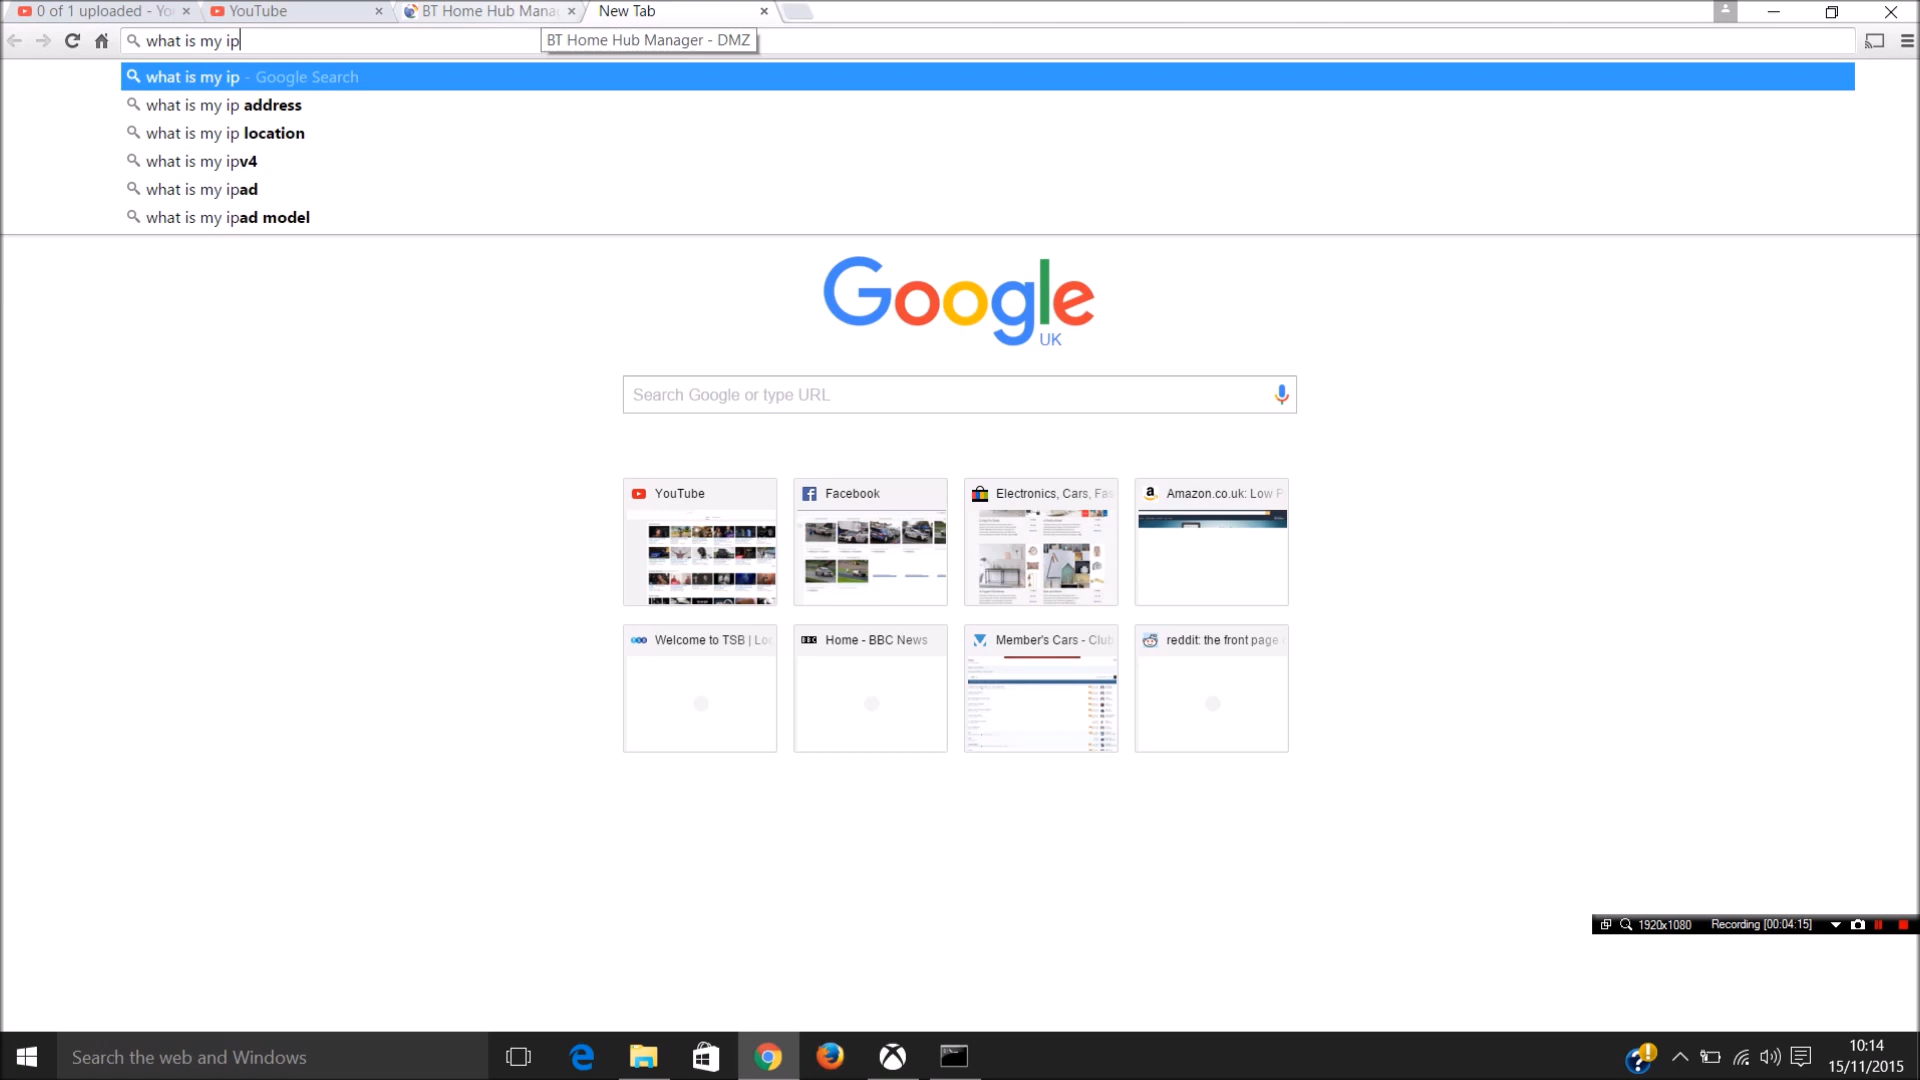 0 of 1 uploaded - Yo
YouTube
BT Home Hub Mana
New Tab
what is my ip
BT Home Hub Manager - DMZ
what is my ip - Google Search
what is my ip address
what is my ip location
what is my ipv4
what is my ipad
what is my ipad model
Google
UK
Search Google or type URL
YouTube
Facebook
Electronics, Cars, Fas
Amazon.co.uk: Low P
Welcome to TSB | Lo
BBC Home - BBC News
Member's Cars - Club
reddit: the front page
1920x1080 Recording [00:04:15]
Search the web and Windows
10:14
15/11/2015